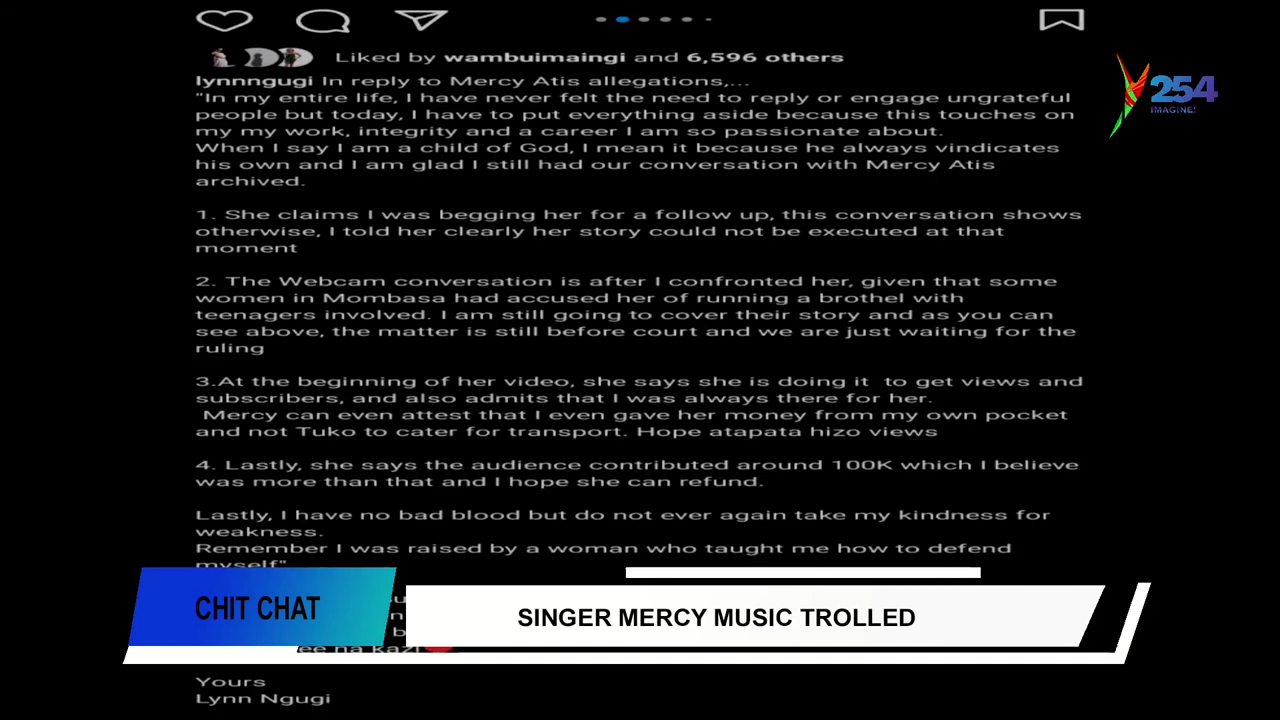 Liked by wambuimaingi and 6,596 others
lynnngugi In reply to Mercy Atis allegations,...
"In my entire life, I have never felt the need to reply or engage ungrateful
people but today, I have to put everything aside because this touches on
my my work, integrity and a career I am so passionate about.
When I say I am a child of God, I mean it because he always vindicates
his own and I am glad I still had our conversation with Mercy Atis
archived.
1. She claims I was begging her for a follow up, this conversation shows
otherwise, I told her clearly her story could not be executed at that
moment
2. The Webcam conversation is after I confronted her, given that some
women in Mombasa had accused her of running a brothel with
teenagers involved. I am still going to cover their story and as you can
see above, the matter is still before court and we are just waiting for the
ruling
3.At the beginning of her video, she says she is doing it  to get views and
subscribers, and also admits that I was always there for her.
Mercy can even attest that I even gave her money from my own pocket
and not Tuko to cater for transport. Hope atapata hizo views
4. Lastly, she says the audience contributed around 100K which I believe
was more than that and I hope she can refund.
Lastly, I have no bad blood but do not ever again take my kindness for
weakness.
Remember I was raised by a woman who taught me how to defend
myself"
na kazi
Yours
Lynn Ngugi
Y254
IMAGINE!
CHIT CHAT
SINGER MERCY MUSIC TROLLED